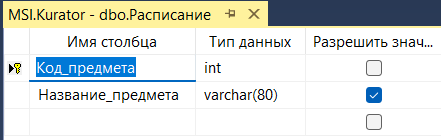 MSI.Kurator - dbo.Расписание
Имя столбца Тип данных Разрешить знач...
Код_предмета int
Название_предмета varchar(80)